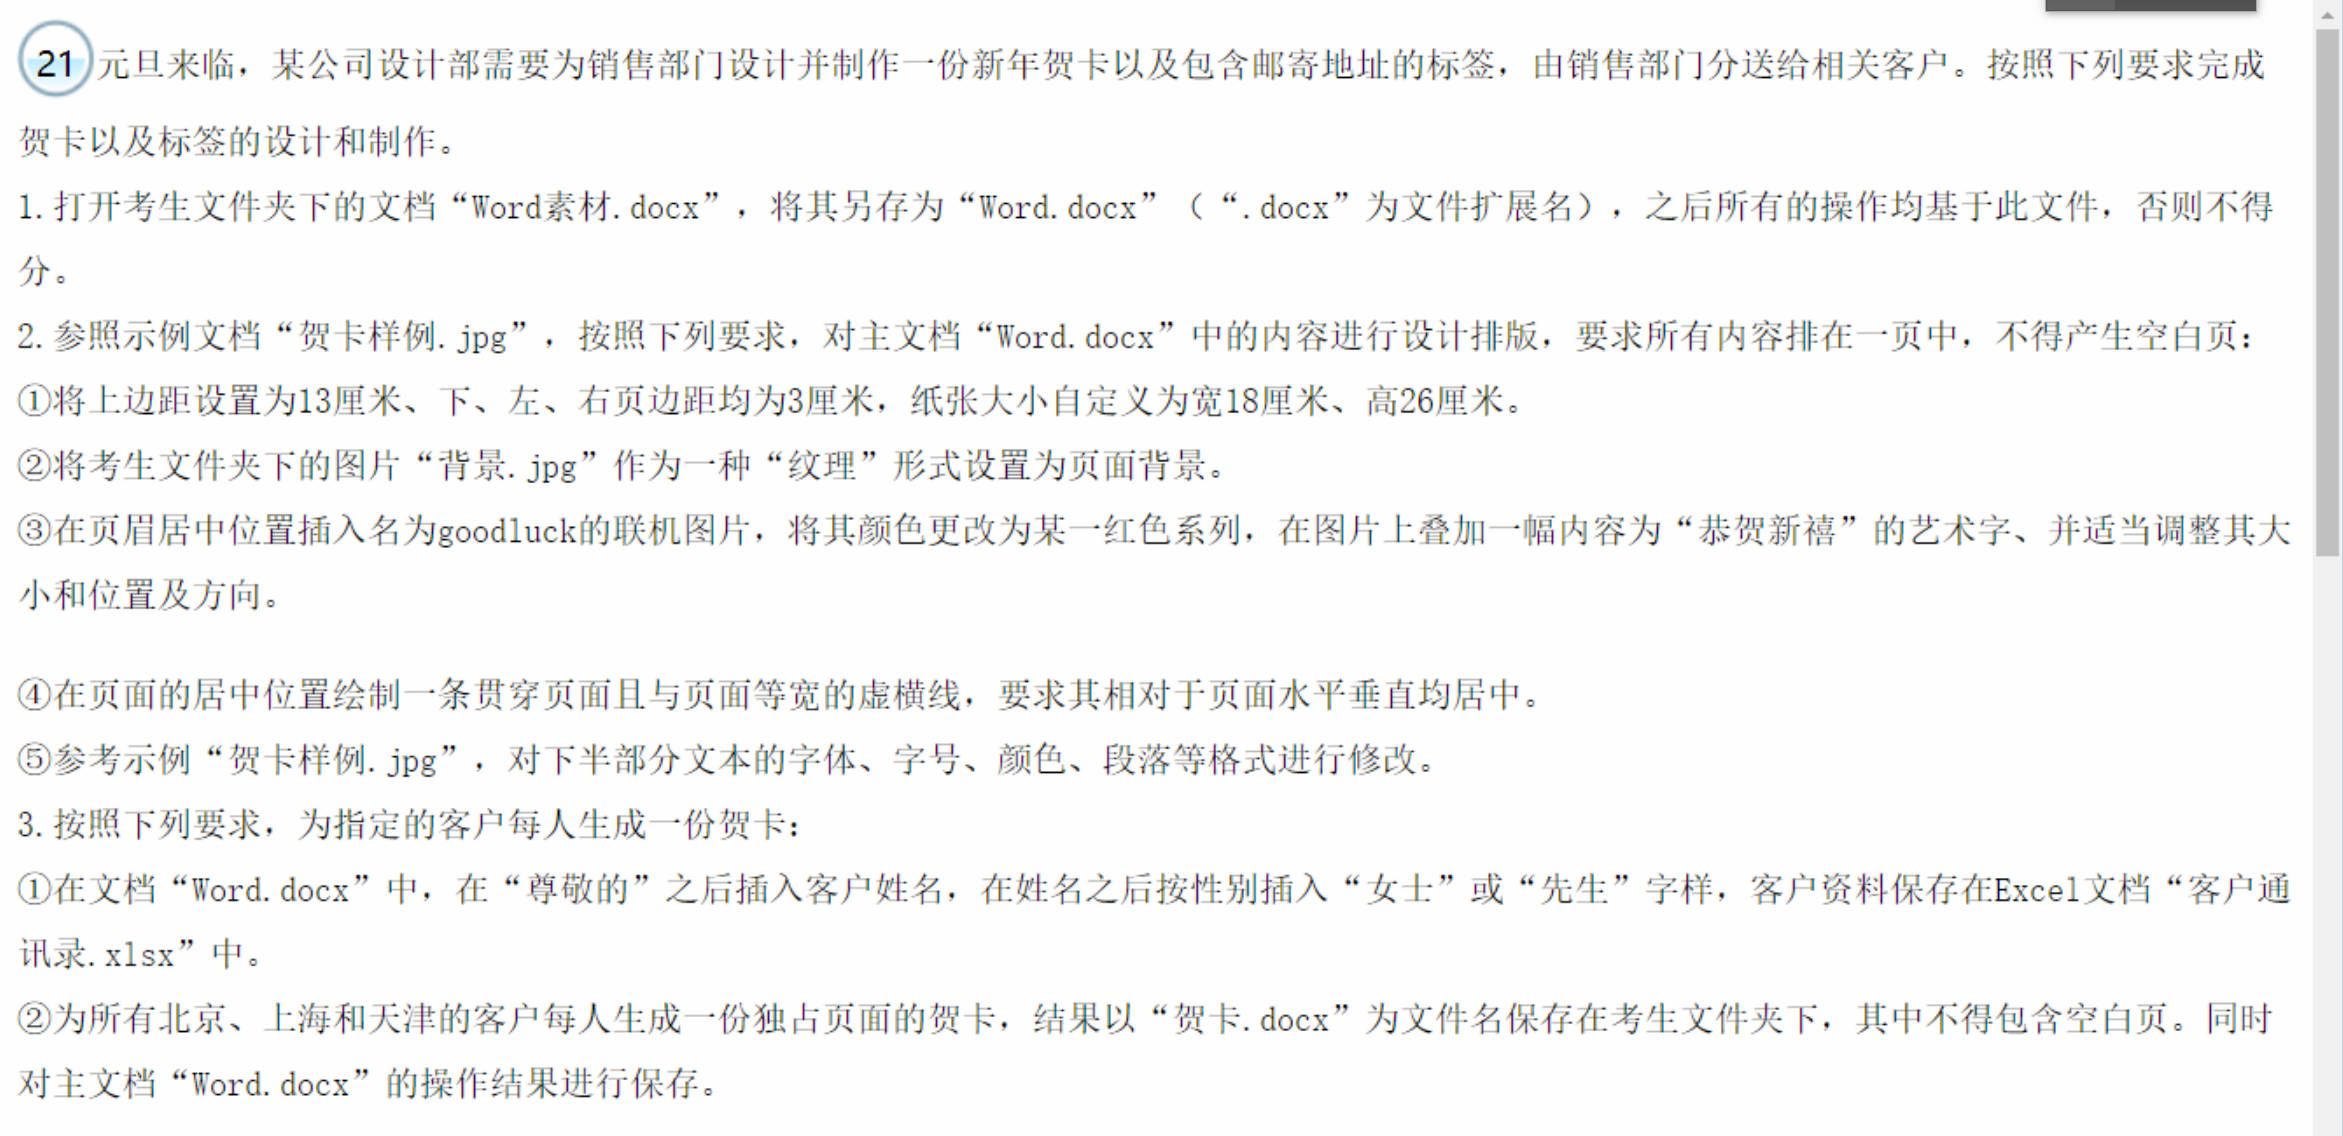 21 元旦来临，某公司设计部需要为销售部门设计并制作一份新年贺卡以及包含邮寄地址的标签，由销售部门分送给相关客户。按照下列要求完成
贺卡以及标签的设计和制作。
1.打开考生文件夹下的文档“Word素材.docx”，将其另存为“Word.docx”（“.docx”为文件扩展名），之后所有的操作均基于此文件，否则不得
分。
2.参照示例文档“贺卡样例.jpg”，按照下列要求，对主文档“Word.docx”中的内容进行设计排版，要求所有内容排在一页中，不得产生空白页：
①将上边距设置为13厘米、下、左、右页边距均为3厘米，纸张大小自定义为宽18厘米、高26厘米。
②将考生文件夹下的图片“背景.jpg”作为一种“纹理”形式设置为页面背景。
③在页眉居中位置插入名为goodluck的联机图片，将其颜色更改为某一红色系列，在图片上叠加一幅内容为“恭贺新禧”的艺术字、并适当调整其大
小和位置及方向。
④在页面的居中位置绘制一条贯穿页面且与页面等宽的虚横线，要求其相对于页面水平垂直均居中。
⑤参考示例“贺卡样例.jpg”，对下半部分文本的字体、字号、颜色、段落等格式进行修改。
3.按照下列要求，为指定的客户每人生成一份贺卡：
①在文档“Word.docx”中，在“尊敬的”之后插入客户姓名，在姓名之后按性别插入“女士”或“先生”字样，客户资料保存在Excel文档“客户通
讯录.xlsx”中。
②为所有北京、上海和天津的客户每人生成一份独占页面的贺卡，结果以“贺卡.docx”为文件名保存在考生文件夹下，其中不得包含空白页。同时
对主文档“Word.docx”的操作结果进行保存。